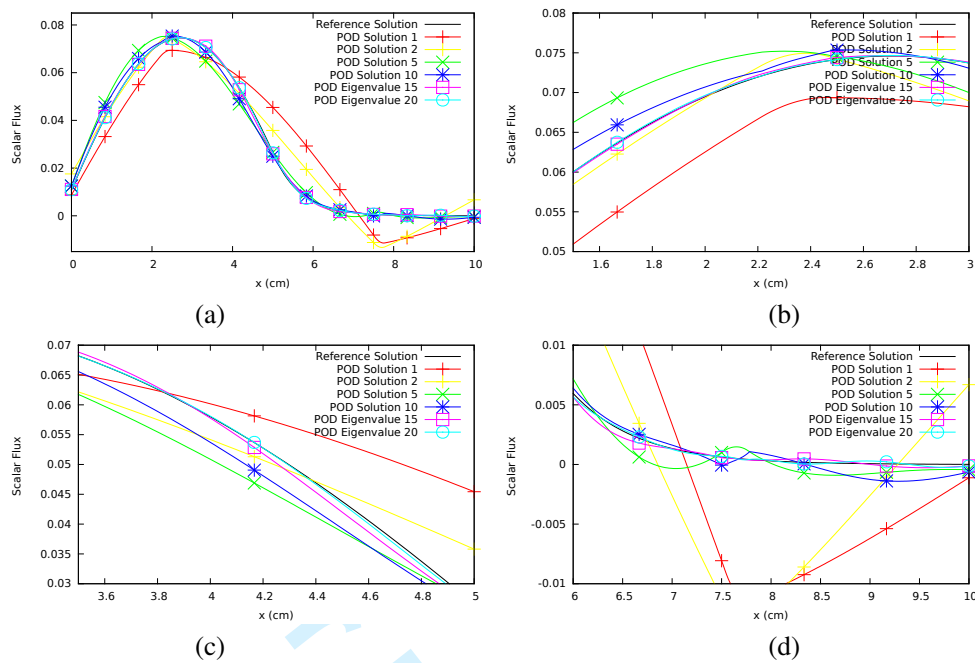 0.08
0.06
0.04
0.02
0
0 2 4 6 8 10
Scalar Flux
x (cm)
Reference Solution
POD Solution 1
POD Solution 2
POD Solution 5
POD Solution 10
POD Eigenvalue 15
POD Eigenvalue 20
(a)
0.08
0.075
0.07
0.065
0.06
0.055
0.05
1.6 1.8 2 2.2 2.4 2.6 2.8 3
Scalar Flux
x (cm)
Reference Solution
POD Solution 1
POD Solution 2
POD Solution 5
POD Solution 10
POD Eigenvalue 15
POD Eigenvalue 20
(b)
0.07
0.065
0.06
0.055
0.05
0.045
0.04
0.035
0.03
3.6 3.8 4 4.2 4.4 4.6 4.8 5
Scalar Flux
x (cm)
Reference Solution
POD Solution 1
POD Solution 2
POD Solution 5
POD Solution 10
POD Eigenvalue 15
POD Eigenvalue 20
(c)
0.01
0.005
0
-0.005
-0.01
6 6.5 7 7.5 8 8.5 9 9.5 10
Scalar Flux
x (cm)
Reference Solution
POD Solution 1
POD Solution 2
POD Solution 5
POD Solution 10
POD Eigenvalue 15
POD Eigenvalue 20
(d)